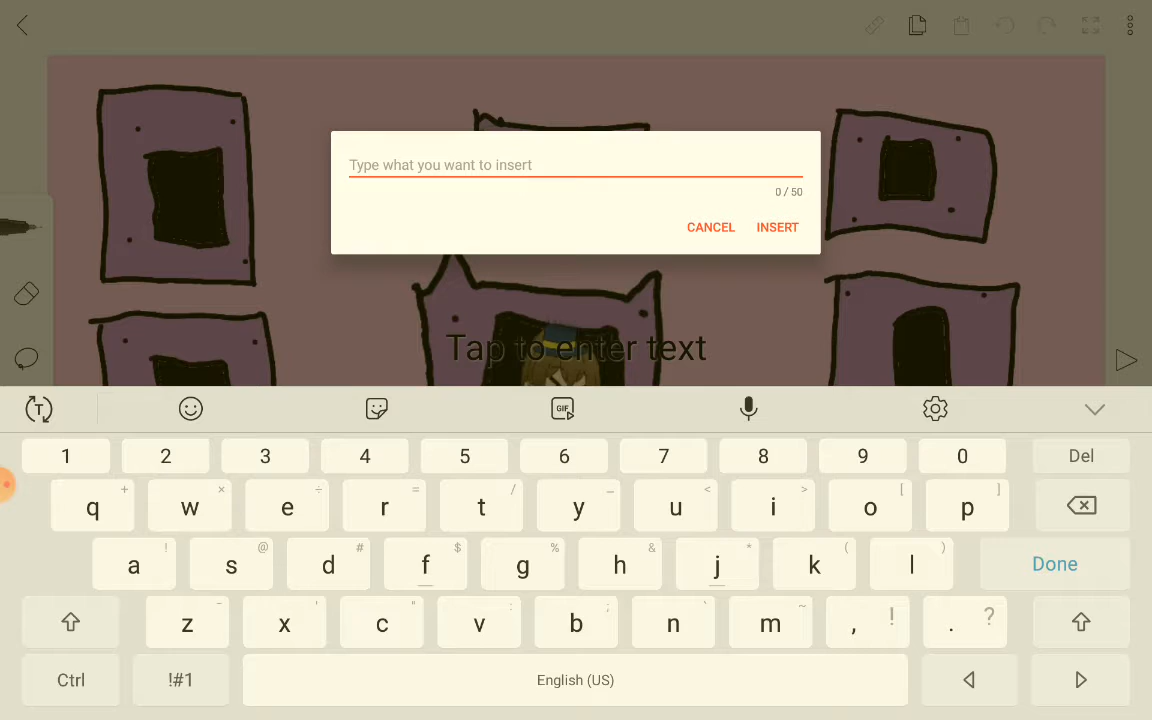 Type what you want to insert
0 / 50
CANCEL INSERT
Tap to enter text
T GIF
1 2 3 4 5 6 7 8 9 0 Del
q + w × e ÷ r = t / y _ u < i > o [ p ]
a ! s @ d # f $ g % h & j * k ( l ) Done
z - x ' c " v : b ; n ` m ~ , ! . ?
Ctrl !#1 English (US)